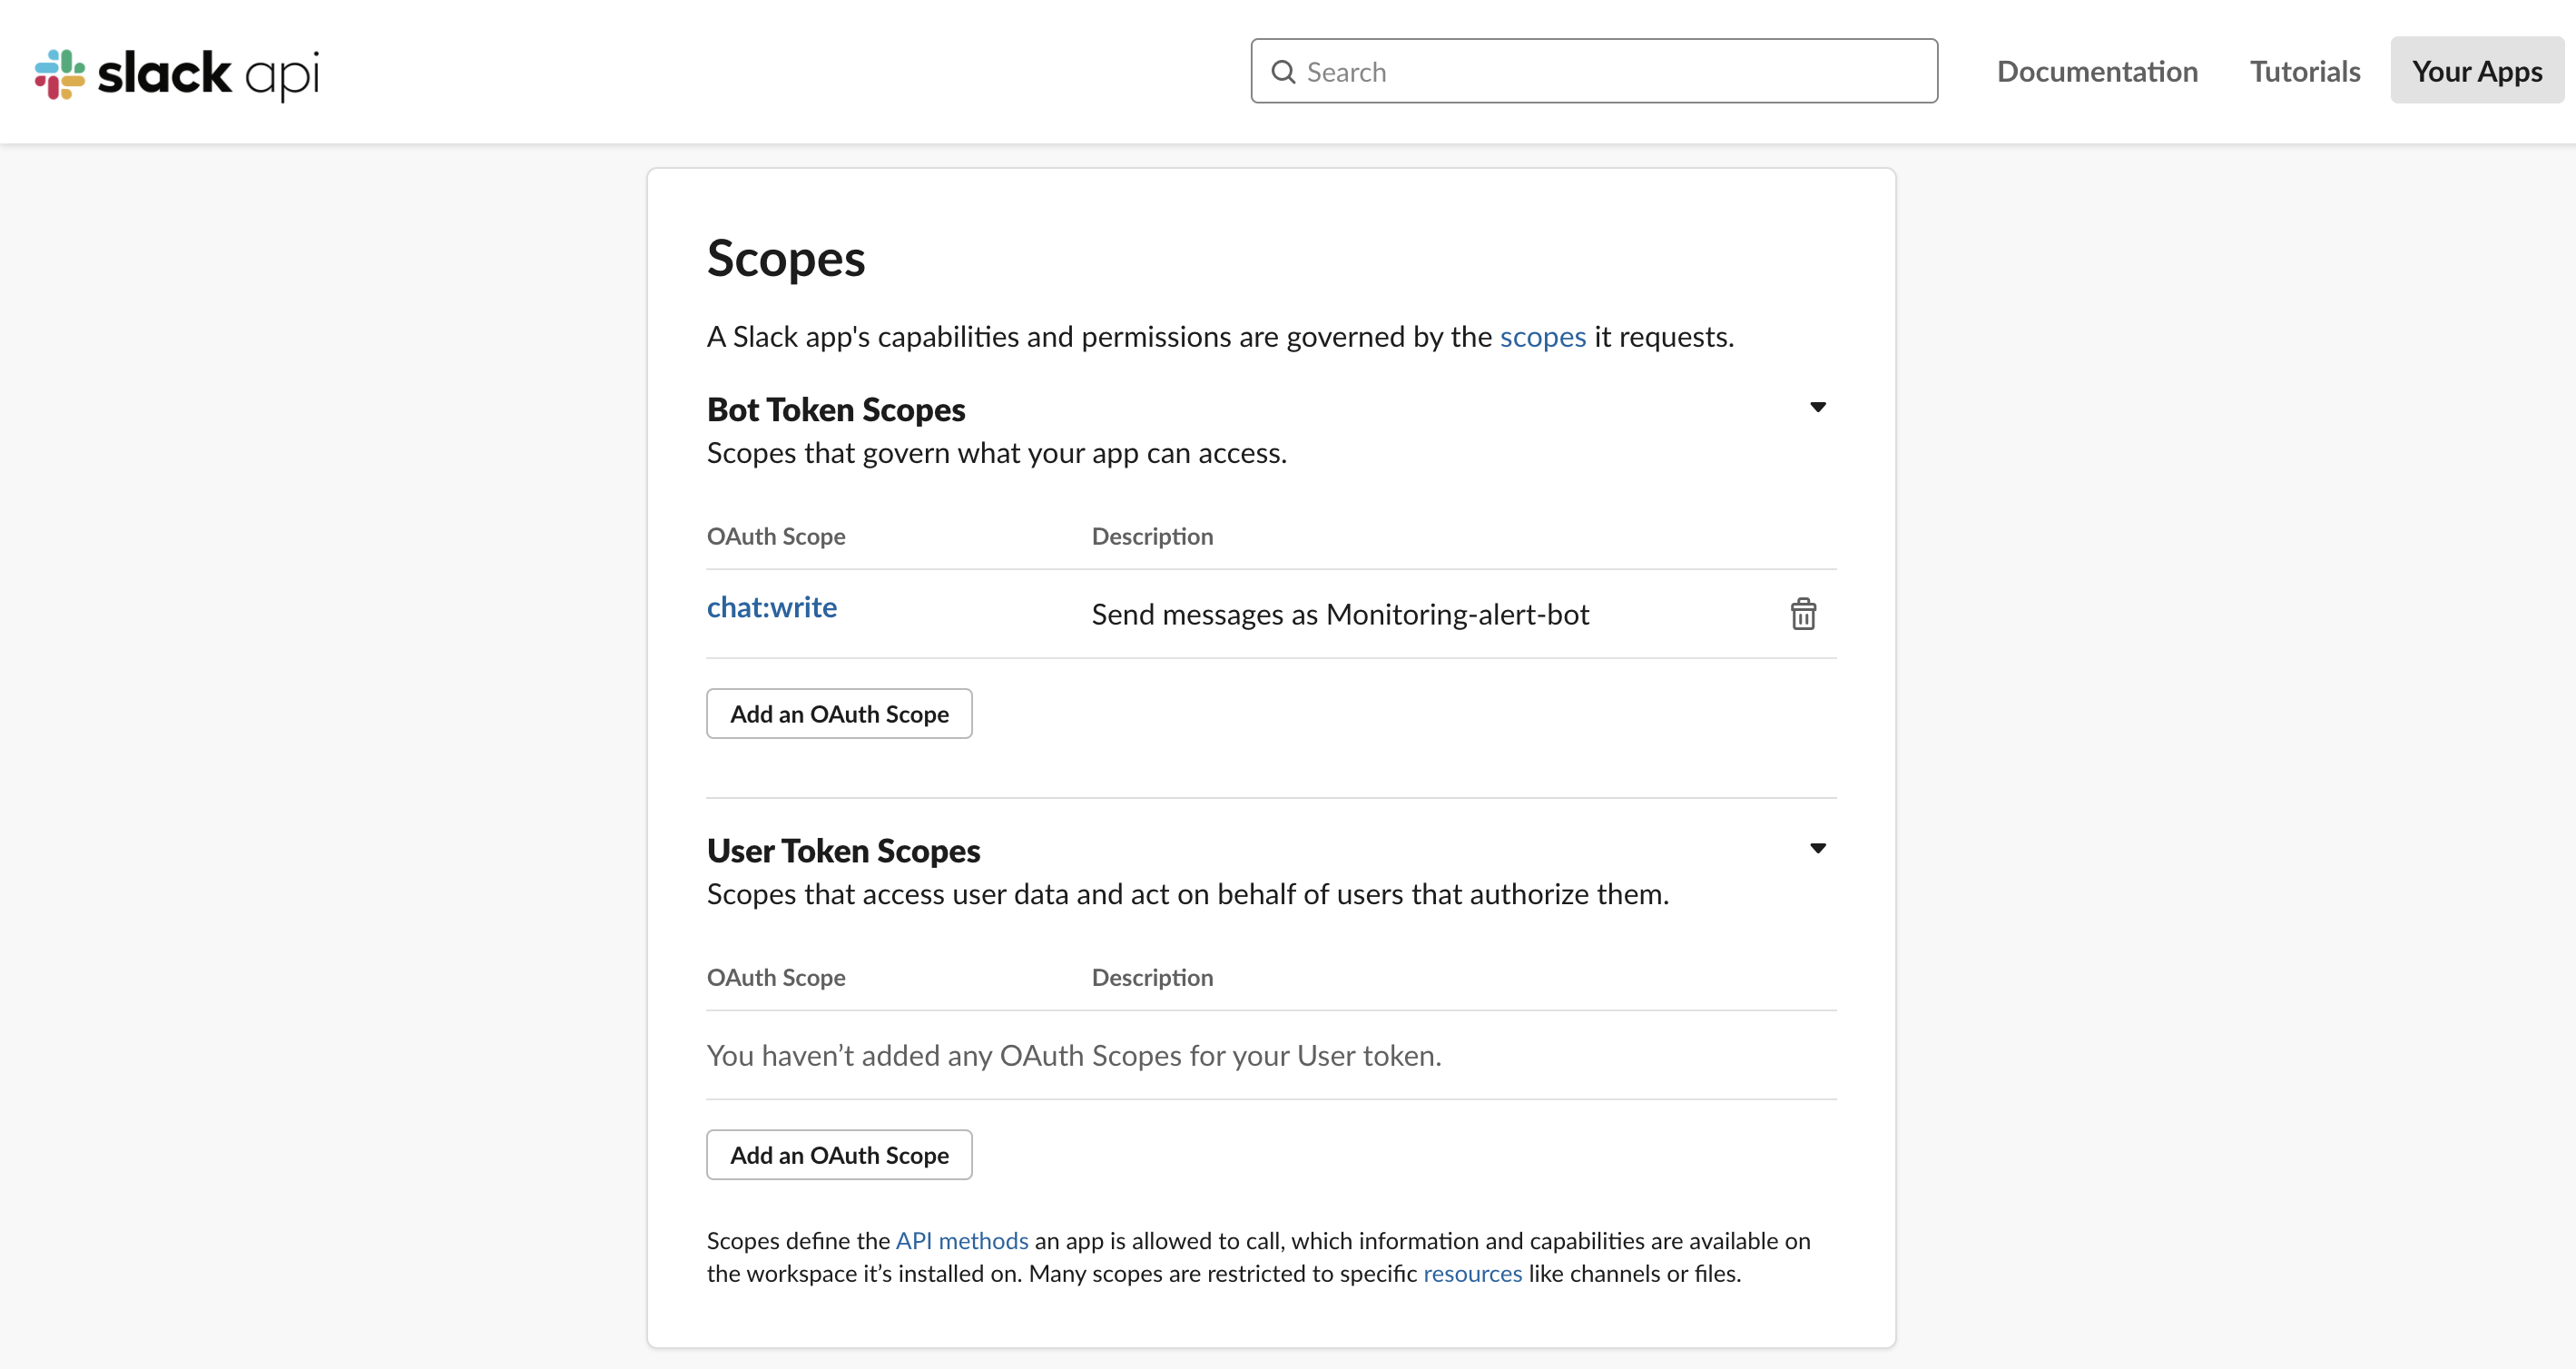 slack api
Search
Documentation
Tutorials
Your Apps
Scopes
A Slack app's capabilities and permissions are governed by the scopes it requests.
Bot Token Scopes
Scopes that govern what your app can access.
OAuth Scope
Description
chat:write
Send messages as Monitoring-alert-bot
Add an OAuth Scope
User Token Scopes
Scopes that access user data and act on behalf of users that authorize them.
OAuth Scope
Description
You haven’t added any OAuth Scopes for your User token.
Add an OAuth Scope
Scopes define the API methods an app is allowed to call, which information and capabilities are available on
the workspace it’s installed on. Many scopes are restricted to specific resources like channels or files.